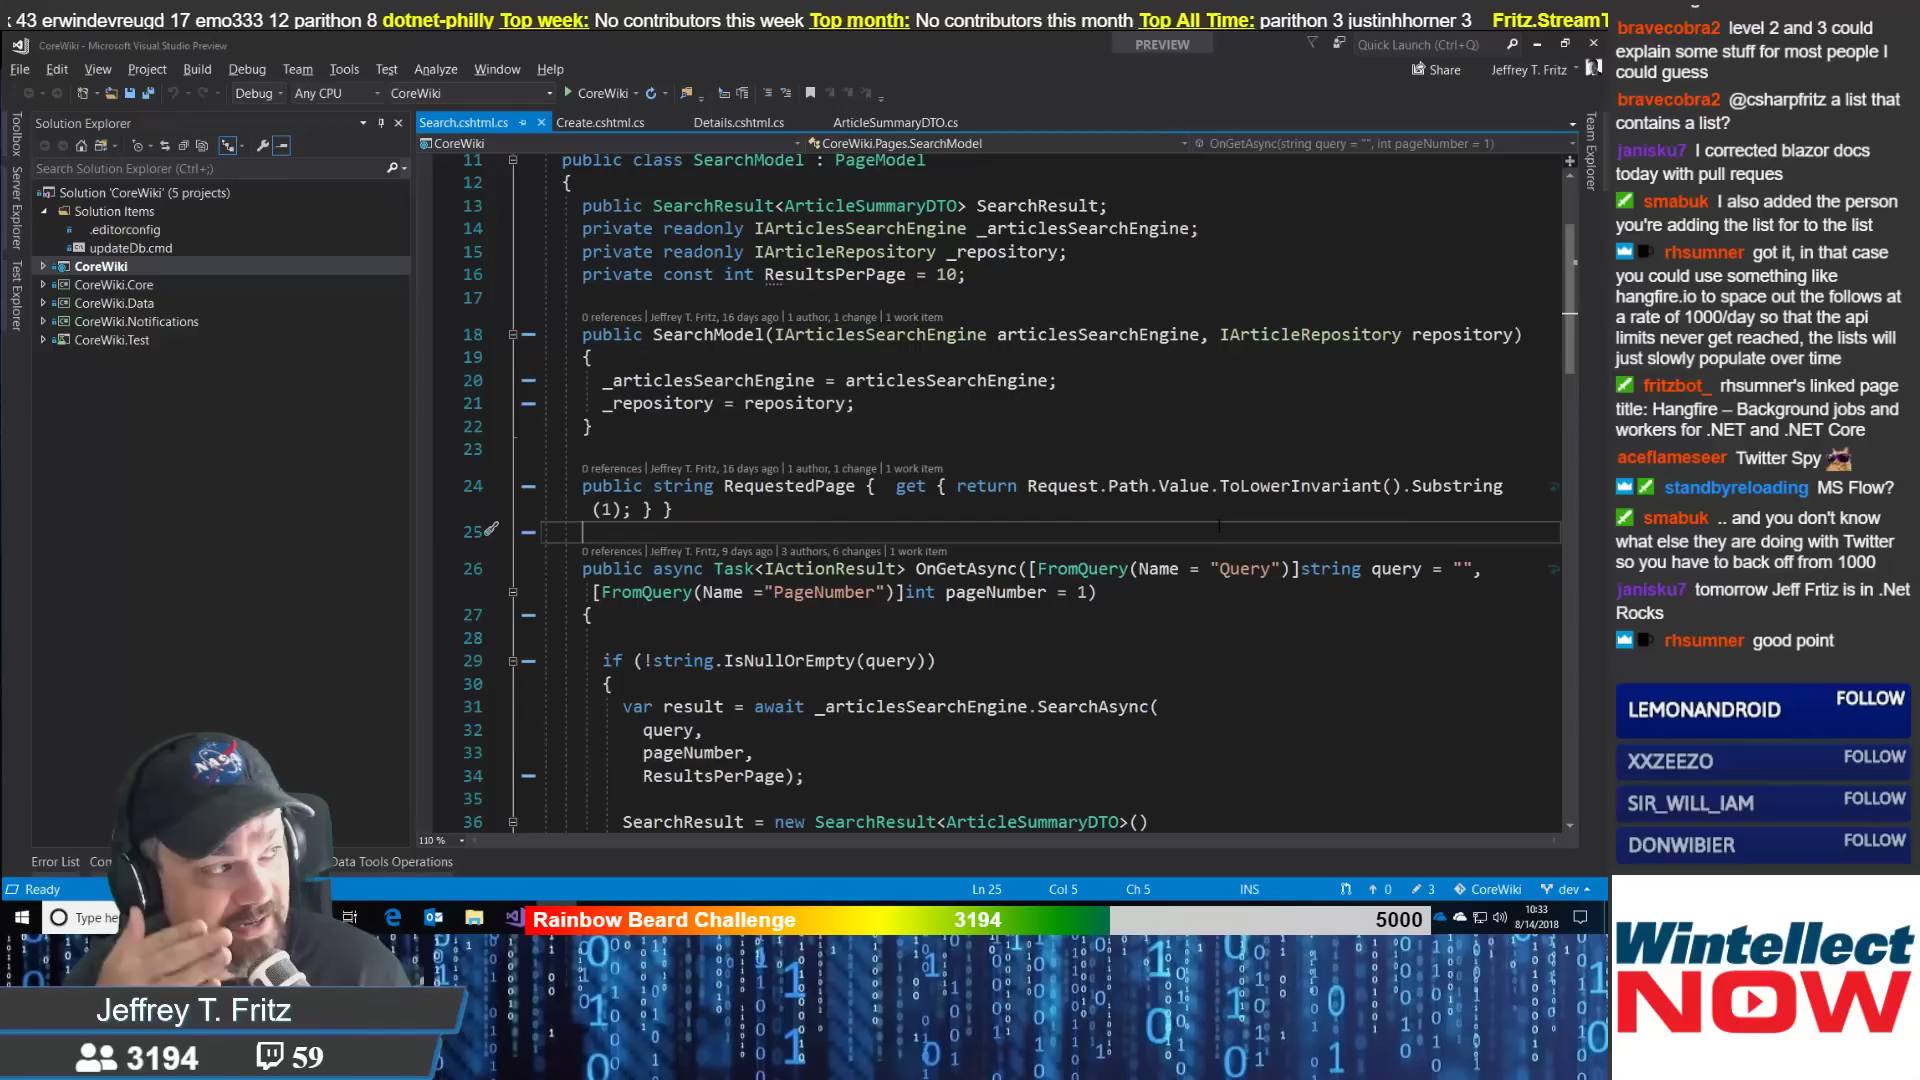 k 43 erwindevreugd 17 emo333 12 parithon 8 dotnet-philly Top week: No contributors this week Top month: No contributors this month Top All Time: parithon 3 justinhhorner 3 Fritz.StreamT
CoreWiki - Microsoft Visual Studio Preview
PREVIEW
Quick Launch (Ctrl+Q)
File Edit View Project Build Debug Team Tools Test Analyze Window Help
Share
Jeffrey T. Fritz
Debug Any CPU CoreWiki CoreWiki
Toolbox
Server Explorer
Test Explorer
Solution Explorer
Search Solution Explorer (Ctrl+;)
Solution 'CoreWiki' (5 projects)
Solution Items
.editorconfig
updateDb.cmd
CoreWiki
CoreWiki.Core
CoreWiki.Data
CoreWiki.Notifications
CoreWiki.Test
Search.cshtml.cs Create.cshtml.cs Details.cshtml.cs ArticleSummaryDTO.cs
CoreWiki CoreWiki.Pages.SearchModel OnGetAsync(string query = "", int pageNumber = 1)
11 public class SearchModel : PageModel
12 {
13 public SearchResult<ArticleSummaryDTO> SearchResult;
14 private readonly IArticlesSearchEngine _articlesSearchEngine;
15 private readonly IArticleRepository _repository;
16 private const int ResultsPerPage = 10;
17
0 references | Jeffrey T. Fritz, 16 days ago | 1 author, 1 change | 1 work item
18 public SearchModel(IArticlesSearchEngine articlesSearchEngine, IArticleRepository repository)
19 {
20 _articlesSearchEngine = articlesSearchEngine;
21 _repository = repository;
22 }
23
0 references | Jeffrey T. Fritz, 16 days ago | 1 author, 1 change | 1 work item
24 public string RequestedPage { get { return Request.Path.Value.ToLowerInvariant().Substring
(1); } }
25
0 references | Jeffrey T. Fritz, 9 days ago | 3 authors, 6 changes | 1 work item
26 public async Task<IActionResult> OnGetAsync([FromQuery(Name = "Query")]string query = "",
[FromQuery(Name ="PageNumber")]int pageNumber = 1)
27 {
28
29 if (!string.IsNullOrEmpty(query))
30 {
31 var result = await _articlesSearchEngine.SearchAsync(
32 query,
33 pageNumber,
34 ResultsPerPage);
35
36 SearchResult = new SearchResult<ArticleSummaryDTO>()
110 %
Team Explorer
Error List Com Data Tools Operations
Ready Ln 25 Col 5 Ch 5 INS 0 3 CoreWiki dev
Type he
10:33
8/14/2018
Rainbow Beard Challenge 3194 5000
NASA
Jeffrey T. Fritz
3194 59
bravecobra2 level 2 and 3 could
explain some stuff for most people I
could guess
bravecobra2 @csharpfritz a list that
contains a list?
janisku7 I corrected blazor docs
today with pull reques
smabuk I also added the person
you're adding the list for to the list
rhsumner got it, in that case
you could use something like
hangfire.io to space out the follows at
a rate of 1000/day so that the api
limits never get reached, the lists will
just slowly populate over time
fritzbot_ rhsumner's linked page
title: Hangfire – Background jobs and
workers for .NET and .NET Core
aceflameseer Twitter Spy
standbyreloading MS Flow?
smabuk .. and you don't know
what else they are doing with Twitter
so you have to back off from 1000
janisku7 tomorrow Jeff Frtiz is in .Net
Rocks
rhsumner good point
LEMONANDROID FOLLOW
XXZEEZO FOLLOW
SIR_WILL_IAM FOLLOW
DONWIBIER FOLLOW
Wintellect
NOW